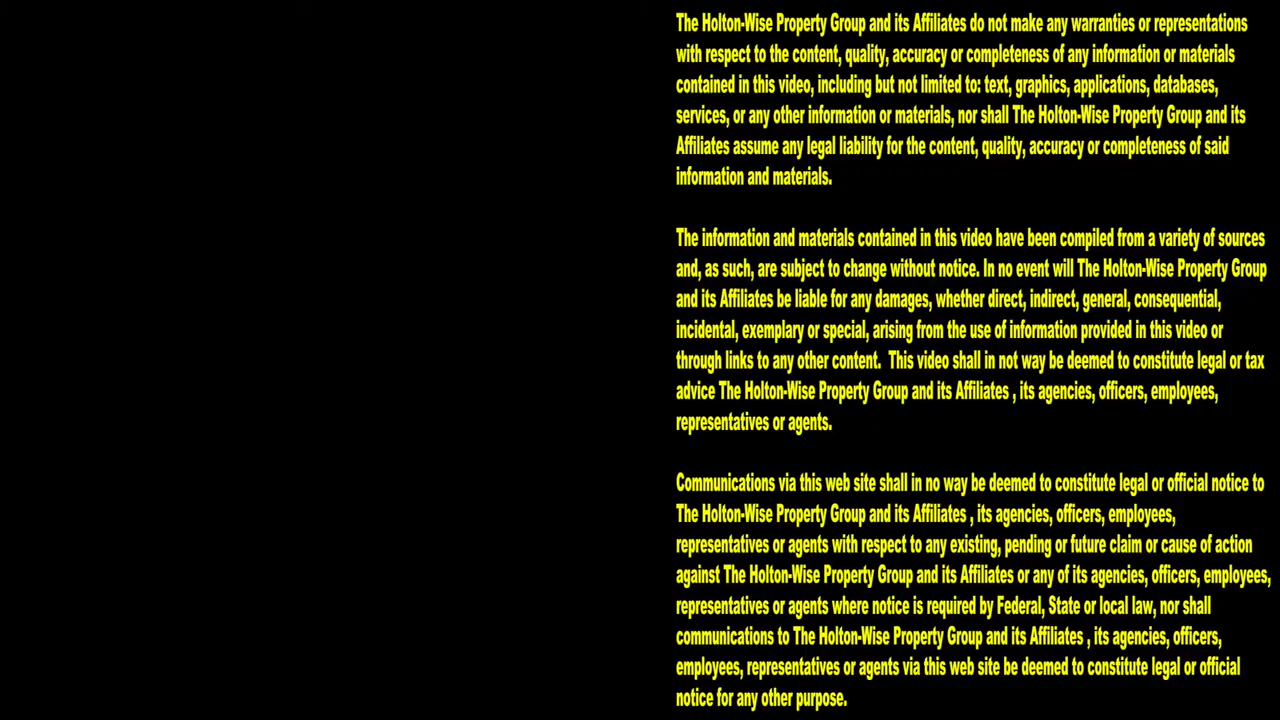 The Holton-Wise Property Group and its Affiliates do not make any warranties or representations
with respect to the content, quality, accuracy or completeness of any information or materials
contained in this video, including but not limited to: text, graphics, applications, databases,
services, or any other information or materials, nor shall The Holton-Wise Property Group and its
Affiliates assume any legal liability for the content, quality, accuracy or completeness of said
information and materials.
The information and materials contained in this video have been compiled from a variety of sources
and, as such, are subject to change without notice. In no event will The Holton-Wise Property Group
and its Affiliates be liable for any damages, whether direct, indirect, general, consequential,
incidental, exemplary or special, arising from the use of information provided in this video or
through links to any other content.  This video shall in not way be deemed to constitute legal or tax
advice The Holton-Wise Property Group and its Affiliates , its agencies, officers, employees,
representatives or agents.
Communications via this web site shall in no way be deemed to constitute legal or official notice to
The Holton-Wise Property Group and its Affiliates , its agencies, officers, employees,
representatives or agents with respect to any existing, pending or future claim or cause of action
against The Holton-Wise Property Group and its Affiliates or any of its agencies, officers, employees,
representatives or agents where notice is required by Federal, State or local law, nor shall
communications to The Holton-Wise Property Group and its Affiliates , its agencies, officers,
employees, representatives or agents via this web site be deemed to constitute legal or official
notice for any other purpose.